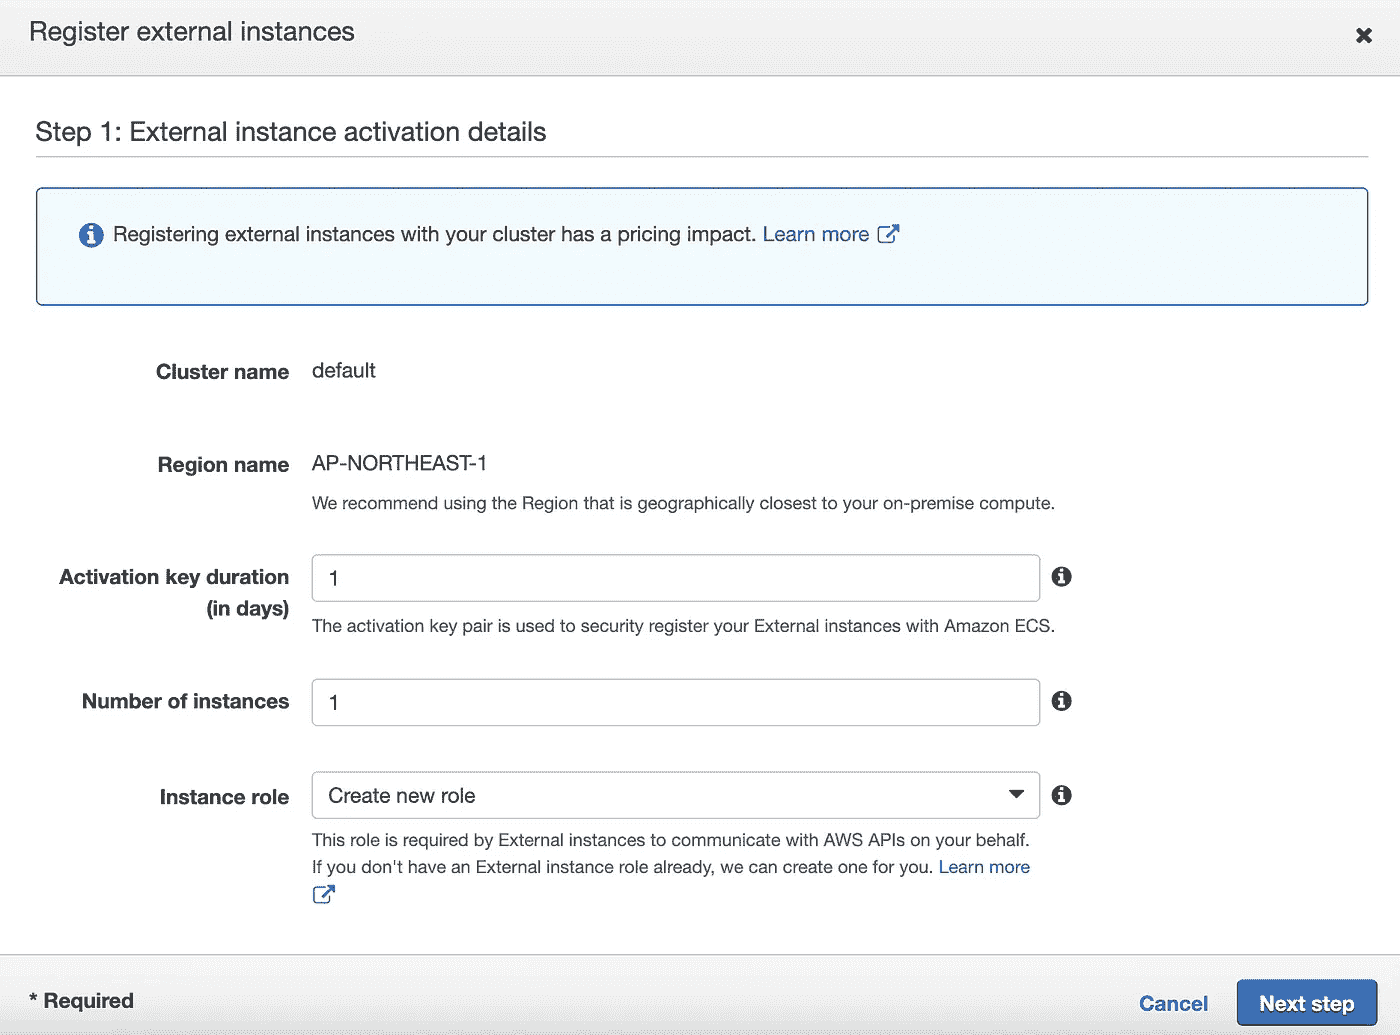 Register external instances
Step 1: External instance activation details
Registering external instances with your cluster has a pricing impact. Learn more
Cluster name default
Region name AP-NORTHEAST-1
We recommend using the Region that is geographically closest to your on-premise compute.
Activation key duration 1
(in days)
The activation key pair is used to security register your External instances with Amazon ECS.
Number of instances 1
Instance role Create new role
This role is required by External instances to communicate with AWS APIs on your behalf.
If you don't have an External instance role already, we can create one for you. Learn more
* Required
Cancel Next step